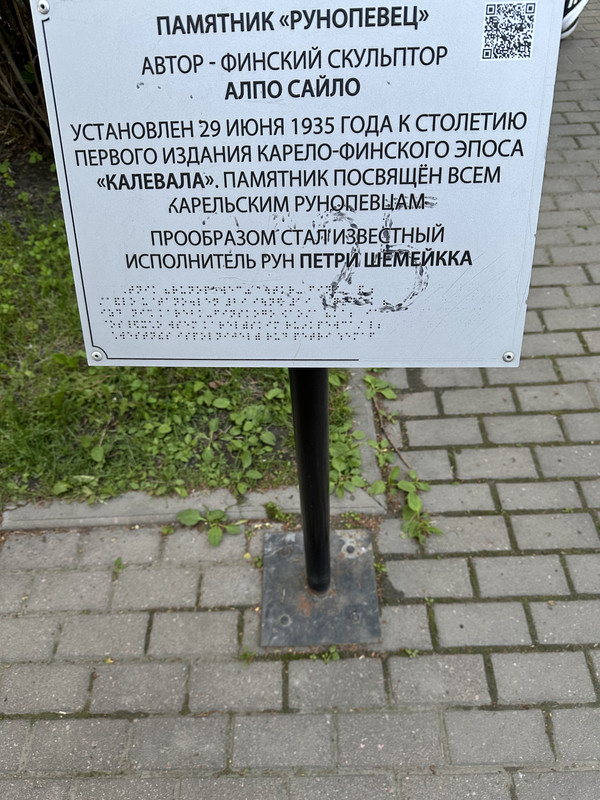 ПАМЯТНИК «РУНОПЕВЕЦ»
АВТОР - ФИНСКИЙ СКУЛЬПТОР
АЛПО САЙЛО
УСТАНОВЛЕН 29 ИЮНЯ 1935 ГОДА К СТОЛЕТИЮ
ПЕРВОГО ИЗДАНИЯ КАРЕЛО-ФИНСКОГО ЭПОСА
«КАЛЕВАЛА». ПАМЯТНИК ПОСВЯЩЁН ВСЕМ
КАРЕЛЬСКИМ РУНОПЕВЦАМ
ПРООБРАЗОМ СТАЛ ИЗВЕСТНЫЙ
ИСПОЛНИТЕЛЬ РУН ПЕТРИ ШЕМЕЙККА